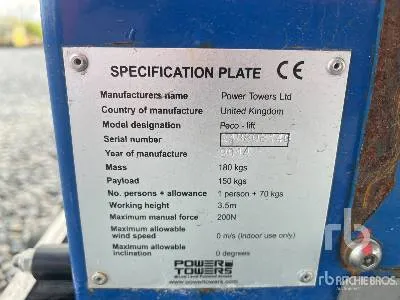 SPECIFICATION PLATE CE
Manufacturers name Power Towers Ltd
Country of manufacture United Kingdom
Model designation Peco - lift
Serial number
Year of manufacture
Mass 180 kgs
Payload 150 kgs
No. persons + allowance 1 person + 70 kgs
Working height 3.5m
Maximum manual force 200N
Maximum allowable wind speed 0 m/s (Indoor use only)
Maximum allowable inclination 0 degrees
POWER TOWERS
www.powertowers.com
rb
RITCHIE BROS